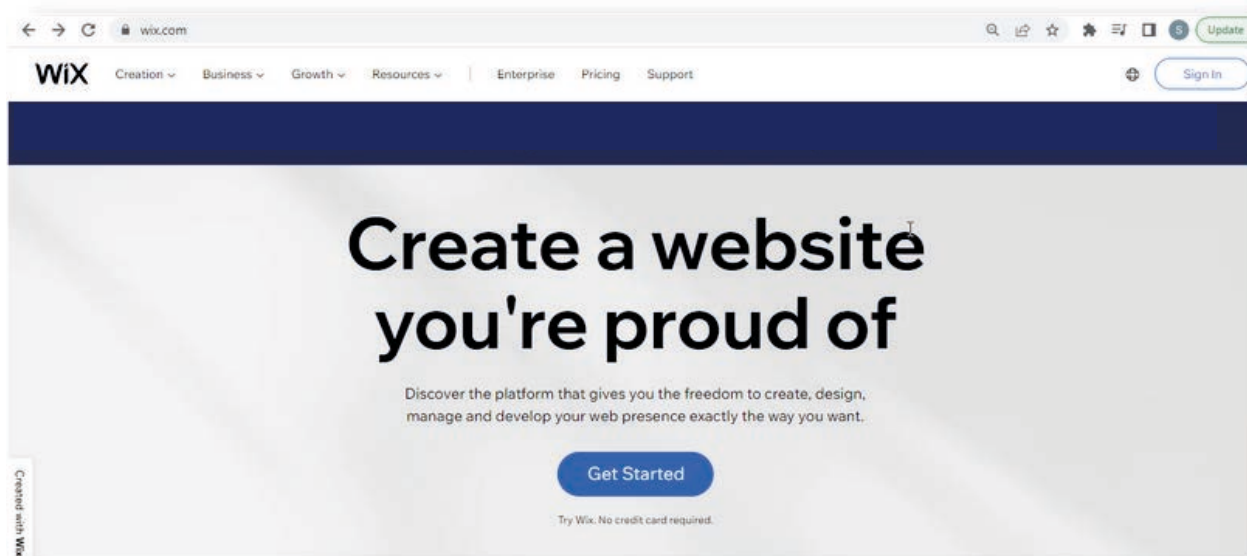 wix.com
S
Update
WiX
Creation
Business
Growth
Resources
Enterprise
Pricing
Support
Sign In
Create a website
you're proud of
Discover the platform that gives you the freedom to create, design,
manage and develop your web presence exactly the way you want.
Get Started
Try Wix. No credit card required.
Created with Wix